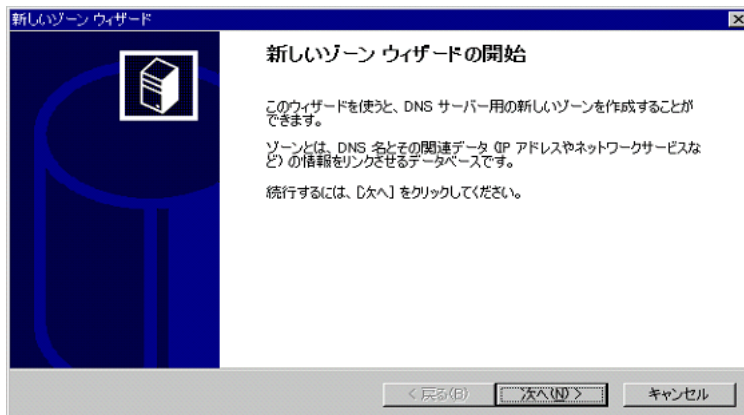 新しいゾーン ウィザード
新しいゾーン ウィザードの開始
このウィザードを使うと、DNS サーバー用の新しいゾーンを作成することが
できます。
ゾーンとは、DNS 名とその関連データ (IP アドレスやネットワークサービスな
ど) の情報をリンクさせるデータベースです。
続行するには、[次へ] をクリックしてください。
< 戻る(B)
次へ(N) >
キャンセル